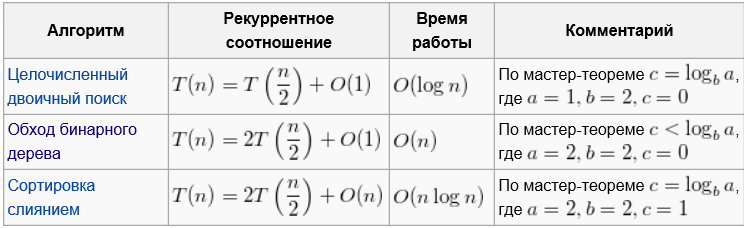 Алгоритм
Рекуррентное
соотношение
Время
работы
Комментарий
Целочисленный
двоичный поиск
T(n) = T(n/2) + O(1)
O(log n)
По мастер-теореме c = log_b a,
где a = 1, b = 2, c = 0
Обход бинарного
дерева
T(n) = 2T(n/2) + O(1)
O(n)
По мастер-теореме c < log_b a,
где a = 2, b = 2, c = 0
Сортировка
слиянием
T(n) = 2T(n/2) + O(n)
O(n log n)
По мастер-теореме c = log_b a,
где a = 2, b = 2, c = 1